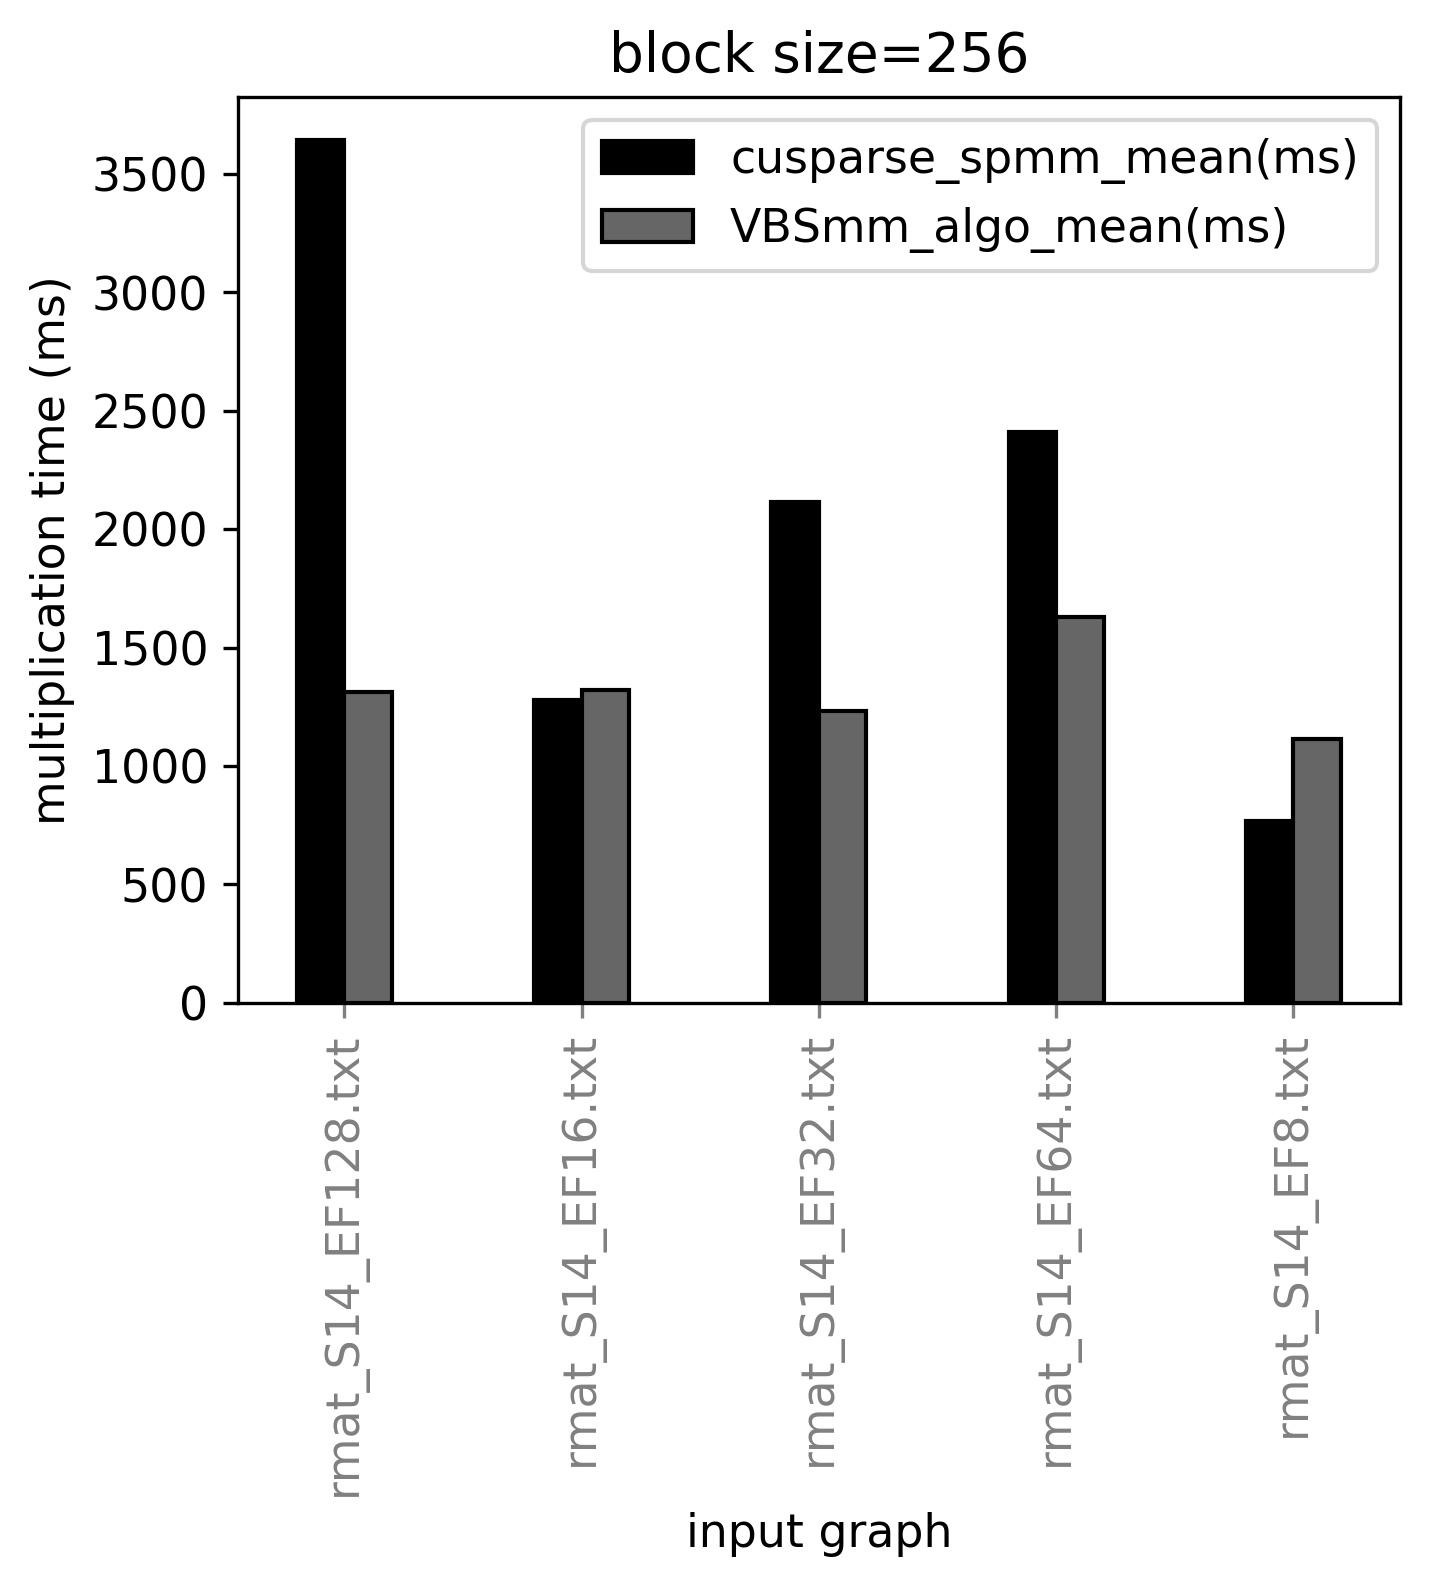 block size=256
cusparse_spmm_mean(ms)
VBSmm_algo_mean(ms)
multiplication time (ms)
3500
3000
2500
2000
1500
1000
500
0
rmat_S14_EF128.txt
rmat_S14_EF16.txt
rmat_S14_EF32.txt
rmat_S14_EF64.txt
rmat_S14_EF8.txt
input graph